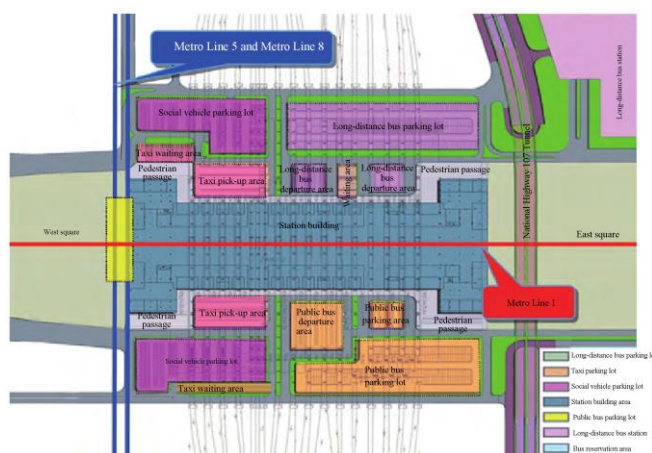 Metro Line 5 and Metro Line 8
Social vehicle parking lot
Long-distance bus parking lot
Long-distance bus station
Taxi waiting area
Pedestrian
passage
Taxi pick-up area
Long-distance
bus
departure area
Waiting area
Long-distance
bus
departure area
Pedestrian passage
National Highway 107 Tunnel
West square
Station building
East square
Metro Line 1
Pedestrian
passage
Taxi pick-up area
Public bus
departure
area
Public bus
parking area
Pedestrian
passage
Social vehicle parking lot
Taxi waiting area
Public bus
parking lot
Long-distance bus parking l
Taxi parking lot
Social vehicle parking lot
Station building area
Public bus parking lot
Long-distance bus station
Bus reservation area